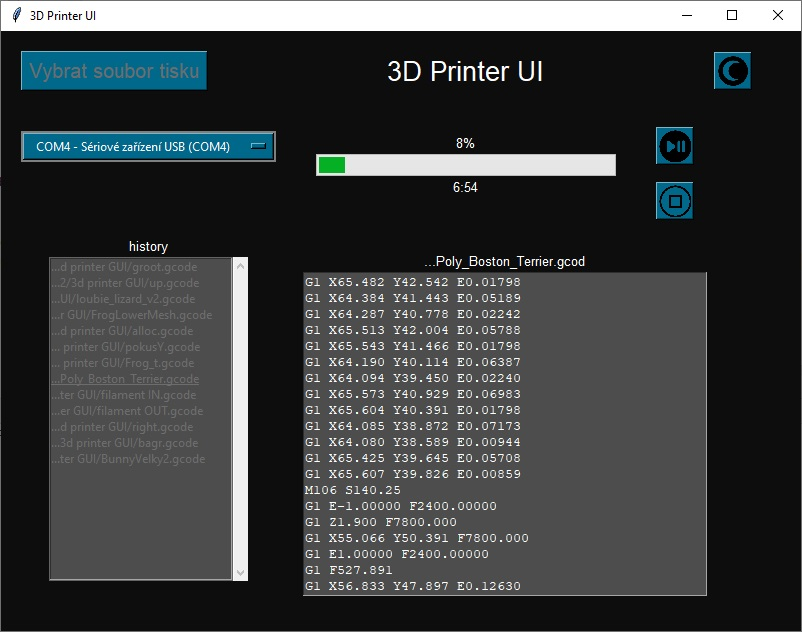 3D Printer UI
Vybrat soubor tisku
3D Printer UI
COM4 - Sériové zařízení USB (COM4)
8%
6:54
history
...d printer GUI/groot.gcode
...2/3d printer GUI/up.gcode
...UI/loubie_lizard_v2.gcode
...r GUI/FrogLowerMesh.gcode
...d printer GUI/alloc.gcode
... printer GUI/pokusY.gcode
... printer GUI/Frog_t.gcode
...Poly_Boston_Terrier.gcode
...ter GUI/filament IN.gcode
...er GUI/filament OUT.gcode
...d printer GUI/right.gcode
...3d printer GUI/bagr.gcode
...ter GUI/BunnyVelky2.gcode
...Poly_Boston_Terrier.gcod
G1 X65.482 Y42.542 E0.01798
G1 X64.384 Y41.443 E0.05189
G1 X64.287 Y40.778 E0.02242
G1 X65.513 Y42.004 E0.05788
G1 X65.543 Y41.466 E0.01798
G1 X64.190 Y40.114 E0.06387
G1 X64.094 Y39.450 E0.02240
G1 X65.573 Y40.929 E0.06983
G1 X65.604 Y40.391 E0.01798
G1 X64.085 Y38.872 E0.07173
G1 X64.080 Y38.589 E0.00944
G1 X65.425 Y39.645 E0.05708
G1 X65.607 Y39.826 E0.00859
M106 S140.25
G1 E-1.00000 F2400.00000
G1 Z1.900 F7800.000
G1 X55.066 Y50.391 F7800.000
G1 E1.00000 F2400.00000
G1 F527.891
G1 X56.833 Y47.897 E0.12630